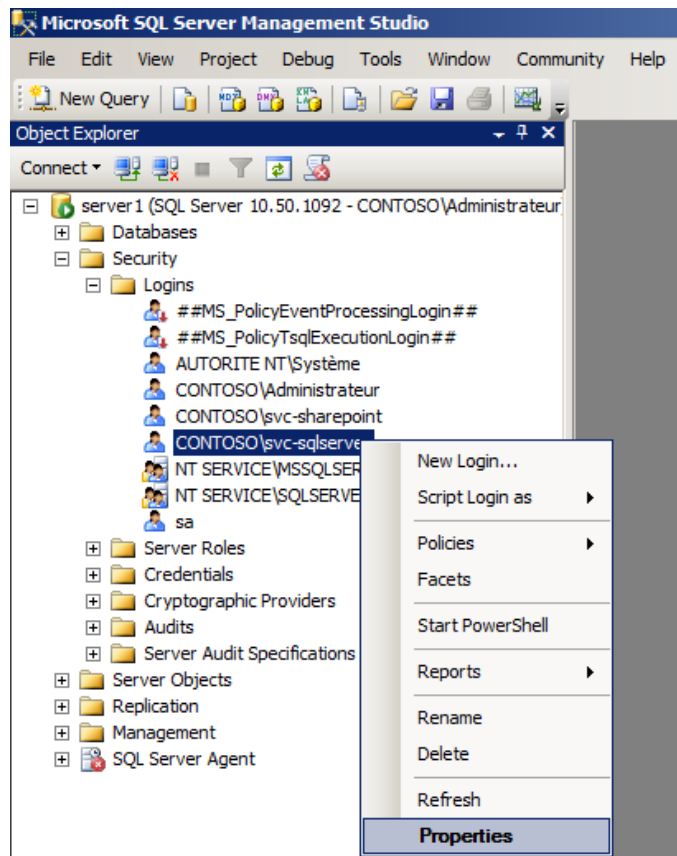 Microsoft SQL Server Management Studio
File Edit View Project Debug Tools Window Community Help
New Query
Object Explorer
Connect
server1 (SQL Server 10.50.1092 - CONTOSO\Administrateur
Databases
Security
Logins
##MS_PolicyEventProcessingLogin##
##MS_PolicyTsqlExecutionLogin##
AUTORITE NT\Système
CONTOSO\Administrateur
CONTOSO\svc-sharepoint
CONTOSO\svc-sqlserve
NT SERVICE\MSSQLSER
NT SERVICE\SQLSERVE
sa
Server Roles
Credentials
Cryptographic Providers
Audits
Server Audit Specifications
Server Objects
Replication
Management
SQL Server Agent
New Login...
Script Login as
Policies
Facets
Start PowerShell
Reports
Rename
Delete
Refresh
Properties